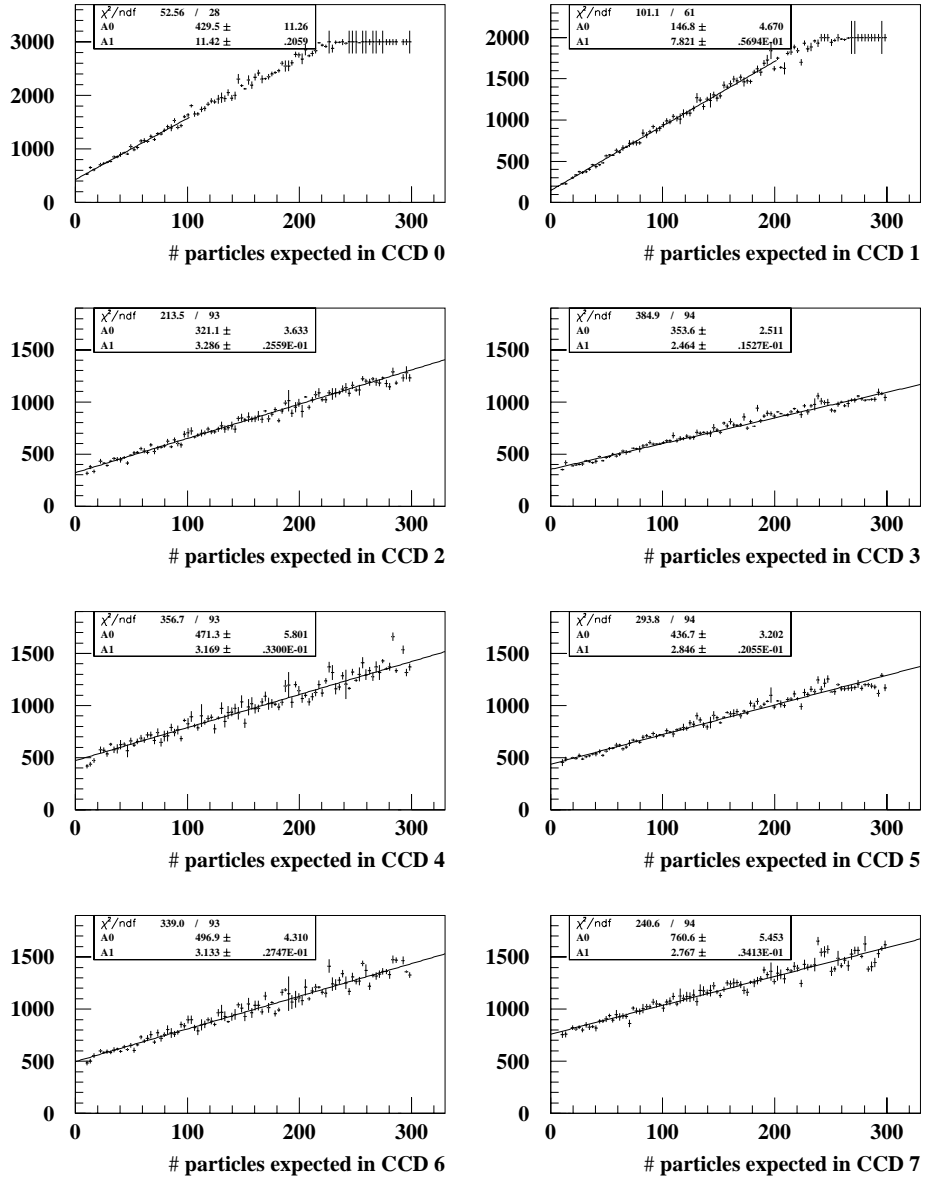 χ²/ndf 52.56 / 28
A0 429.5 ± 11.26
A1 11.42 ± .2059
3000
2000
1000
0
0 100 200 300
# particles expected in CCD 0
χ²/ndf 101.1 / 61
A0 146.8 ± 4.670
A1 7.821 ± .5694E-01
2000
1500
1000
500
0
0 100 200 300
# particles expected in CCD 1
χ²/ndf 213.5 / 93
A0 321.1 ± 3.633
A1 3.286 ± .2559E-01
1500
1000
500
0
0 100 200 300
# particles expected in CCD 2
χ²/ndf 384.9 / 94
A0 353.6 ± 2.511
A1 2.464 ± .1527E-01
1500
1000
500
0
0 100 200 300
# particles expected in CCD 3
χ²/ndf 356.7 / 93
A0 471.3 ± 5.801
A1 3.169 ± .3300E-01
1500
1000
500
0
0 100 200 300
# particles expected in CCD 4
χ²/ndf 293.8 / 94
A0 436.7 ± 3.202
A1 2.846 ± .2055E-01
1500
1000
500
0
0 100 200 300
# particles expected in CCD 5
χ²/ndf 339.0 / 93
A0 496.9 ± 4.310
A1 3.133 ± .2747E-01
1500
1000
500
0
0 100 200 300
# particles expected in CCD 6
χ²/ndf 240.6 / 94
A0 760.6 ± 5.453
A1 2.767 ± .3413E-01
1500
1000
500
0
0 100 200 300
# particles expected in CCD 7